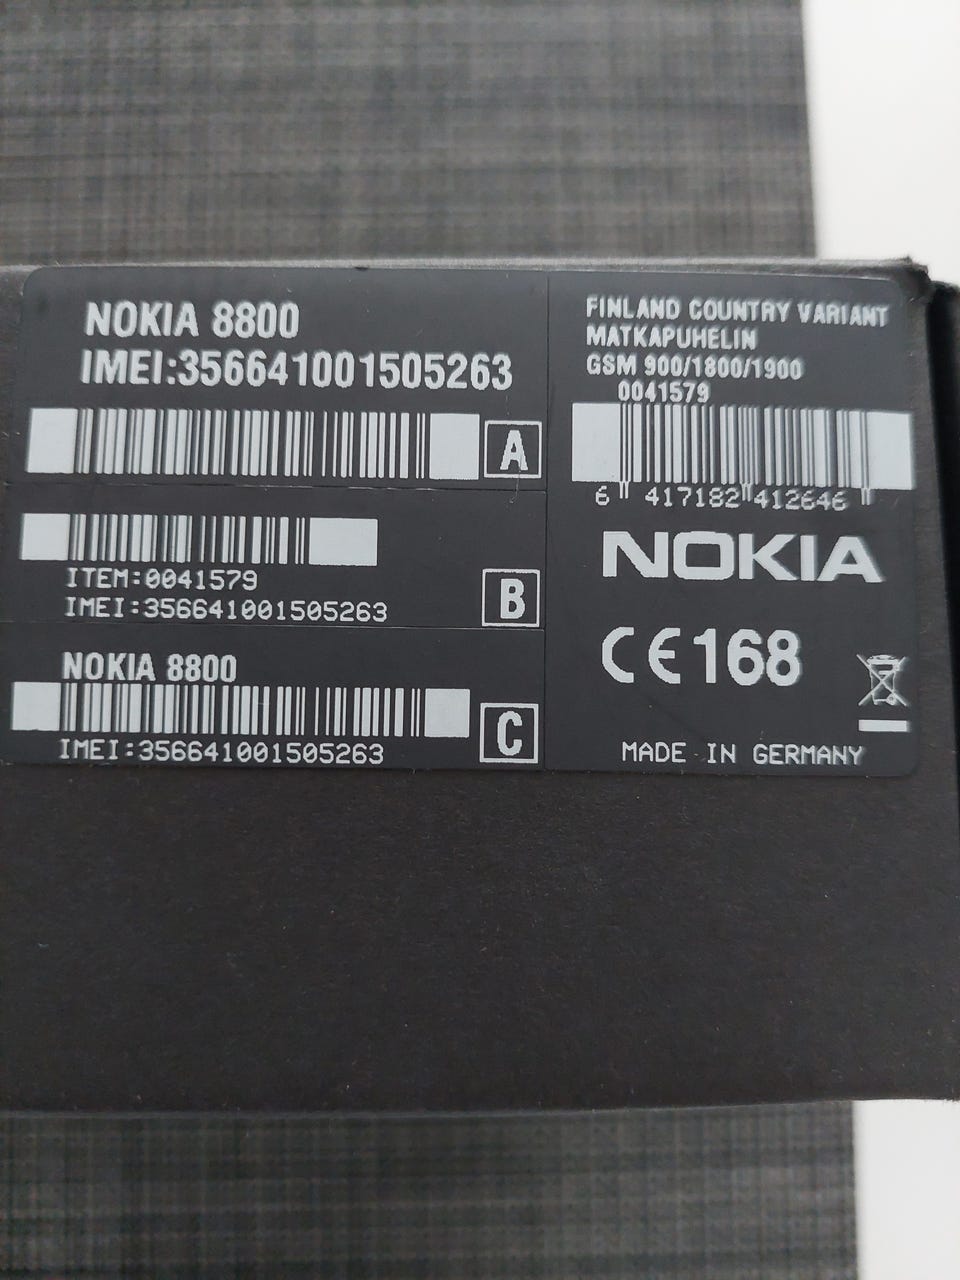 NOKIA 8800
IMEI:356641001505263
A
ITEM:0041579
IMEI:356641001505263
B
NOKIA 8800
IMEI:356641001505263
C
FINLAND COUNTRY VARIANT
MATKAPUHELIN
GSM 900/1800/1900
0041579
6 417182 412646
NOKIA
CE168
MADE IN GERMANY